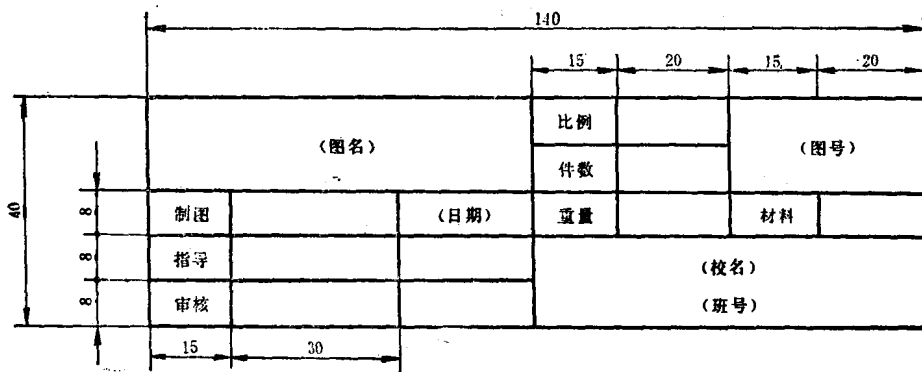 140
15 20 15 20
比例
(图名) (图号)
件数
40
8 制图 (日期) 重量 材料
8 指导 (校名)
8 审核 (班号)
15 30